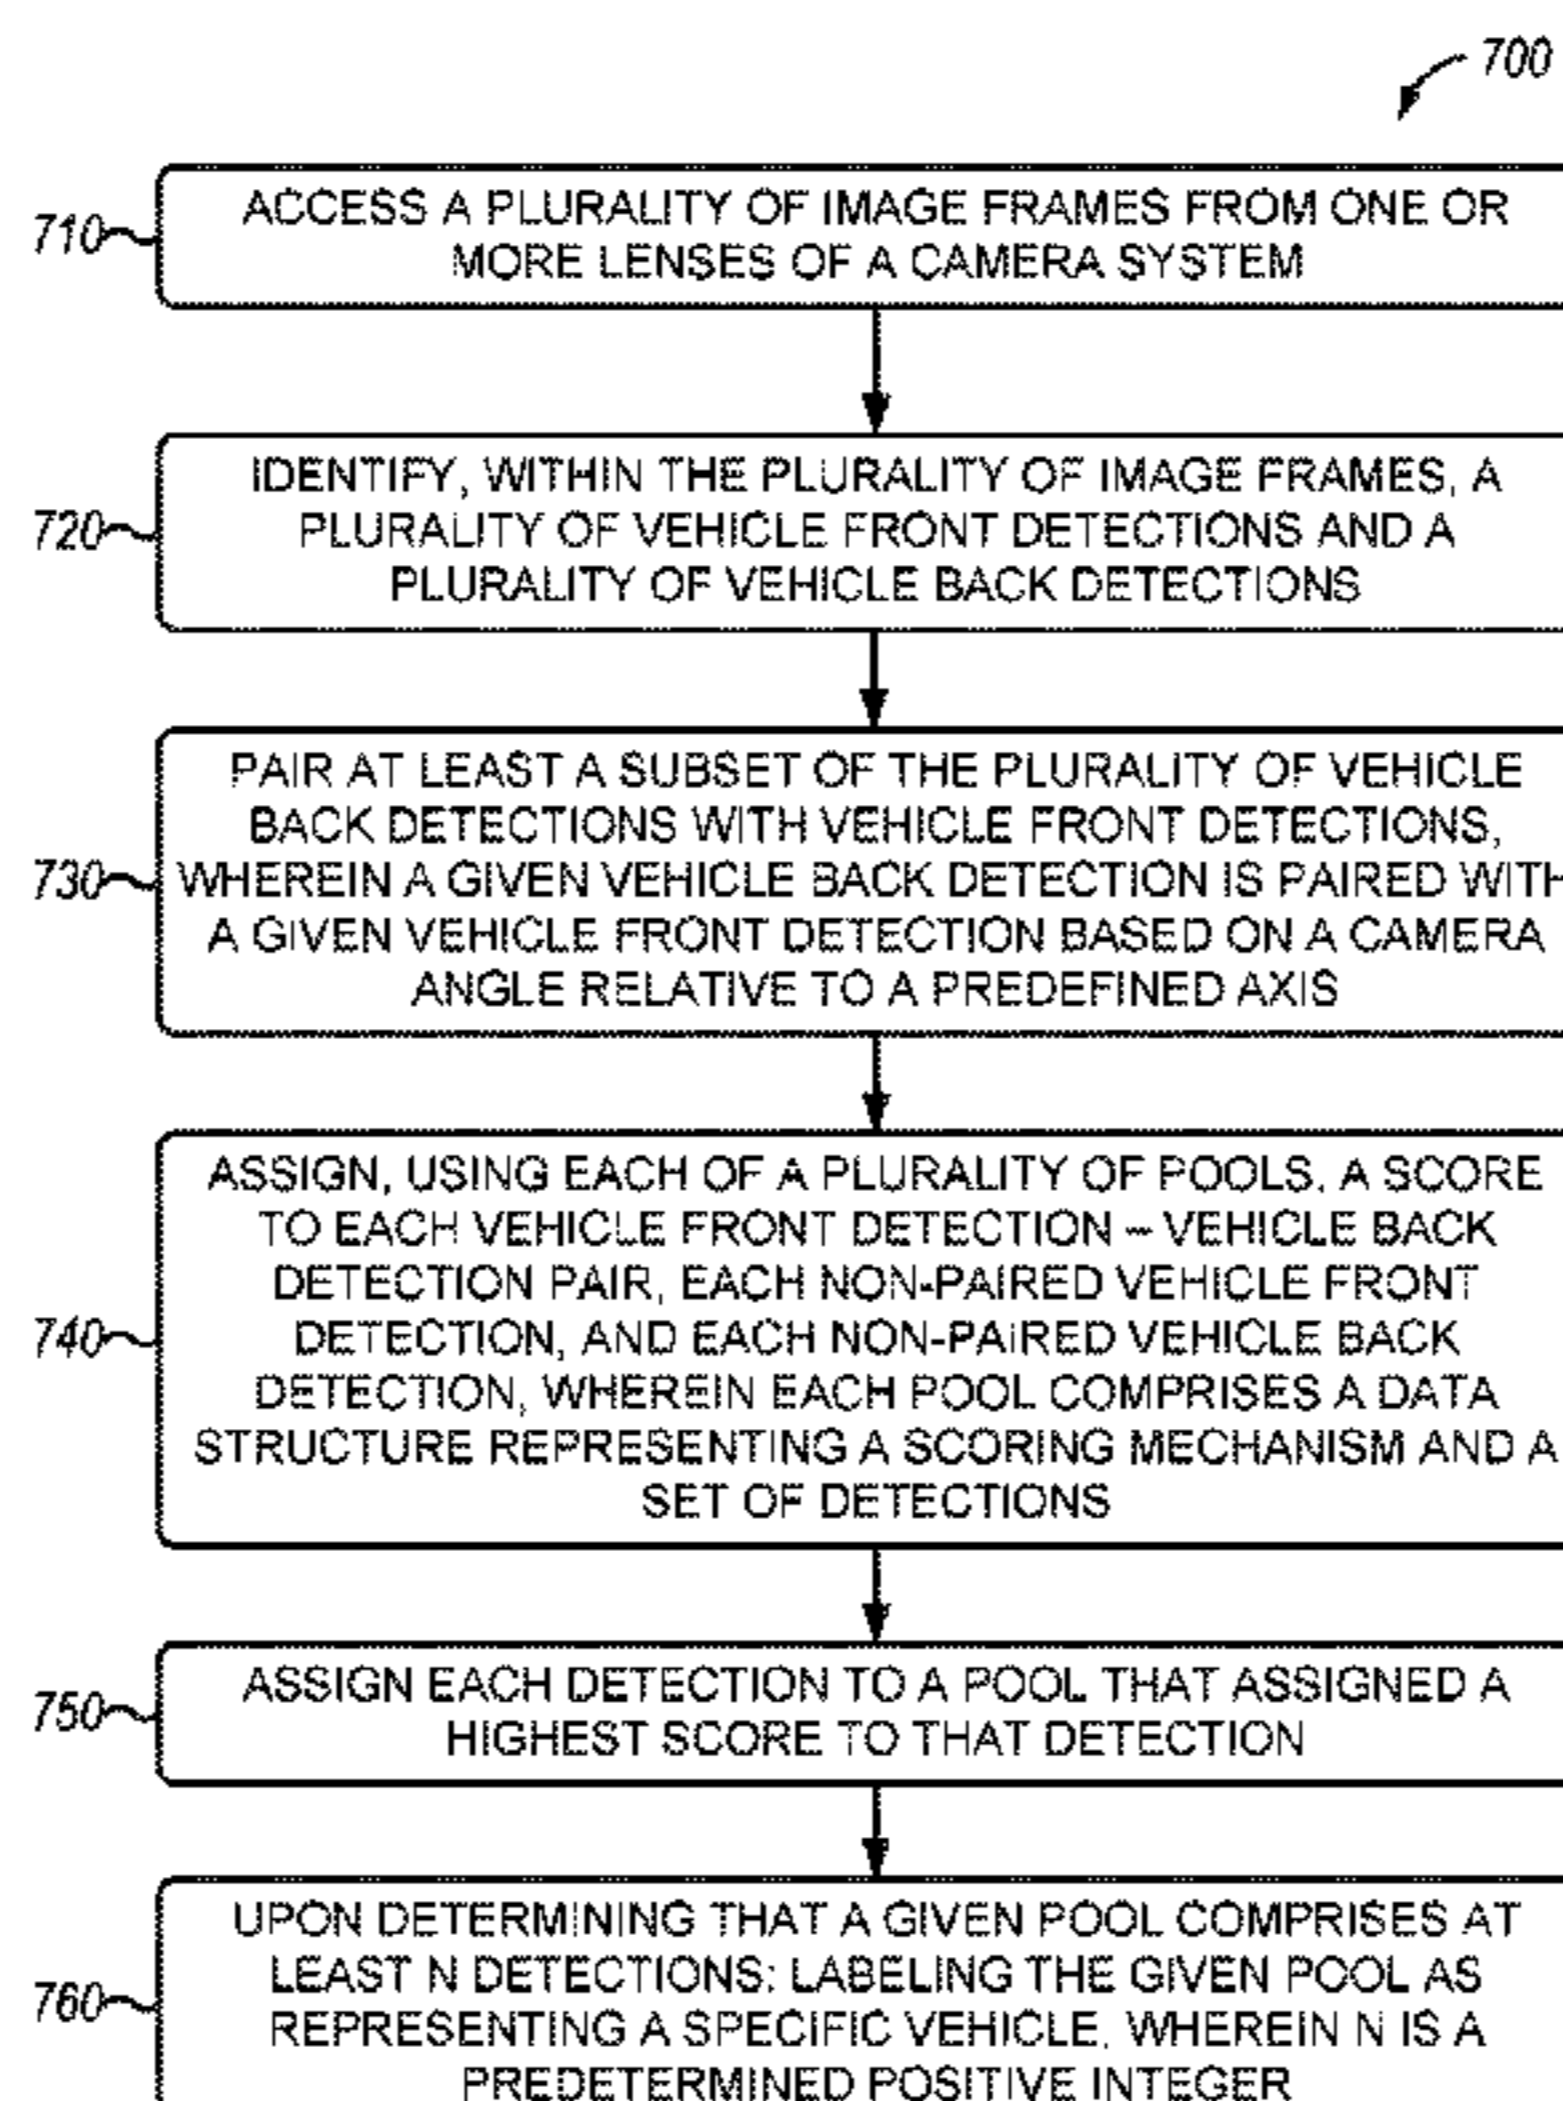 700
710
ACCESS A PLURALITY OF IMAGE FRAMES FROM ONE OR
MORE LENSES OF A CAMERA SYSTEM
720
IDENTIFY, WITHIN THE PLURALITY OF IMAGE FRAMES, A
PLURALITY OF VEHICLE FRONT DETECTIONS AND A
PLURALITY OF VEHICLE BACK DETECTIONS
730
PAIR AT LEAST A SUBSET OF THE PLURALITY OF VEHICLE
BACK DETECTIONS WITH VEHICLE FRONT DETECTIONS,
WHEREIN A GIVEN VEHICLE BACK DETECTION IS PAIRED WITH
A GIVEN VEHICLE FRONT DETECTION BASED ON A CAMERA
ANGLE RELATIVE TO A PREDEFINED AXIS
740
ASSIGN, USING EACH OF A PLURALITY OF POOLS, A SCORE
TO EACH VEHICLE FRONT DETECTION – VEHICLE BACK
DETECTION PAIR, EACH NON-PAIRED VEHICLE FRONT
DETECTION, AND EACH NON-PAIRED VEHICLE BACK
DETECTION, WHEREIN EACH POOL COMPRISES A DATA
STRUCTURE REPRESENTING A SCORING MECHANISM AND A
SET OF DETECTIONS
750
ASSIGN EACH DETECTION TO A POOL THAT ASSIGNED A
HIGHEST SCORE TO THAT DETECTION
760
UPON DETERMINING THAT A GIVEN POOL COMPRISES AT
LEAST N DETECTIONS: LABELING THE GIVEN POOL AS
REPRESENTING A SPECIFIC VEHICLE, WHEREIN N IS A
PREDETERMINED POSITIVE INTEGER